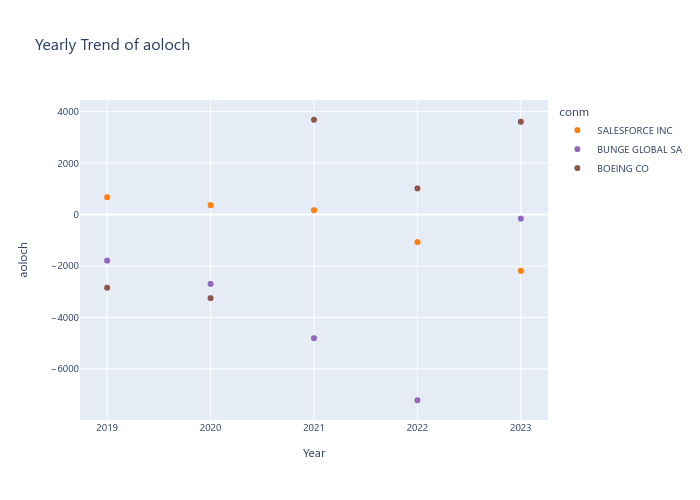 Yearly Trend of aoloch
conm
SALESFORCE INC
BUNGE GLOBAL SA
BOEING CO
4000
2000
0
−2000
−4000
−6000
aoloch
2019
2020
2021
2022
2023
Year